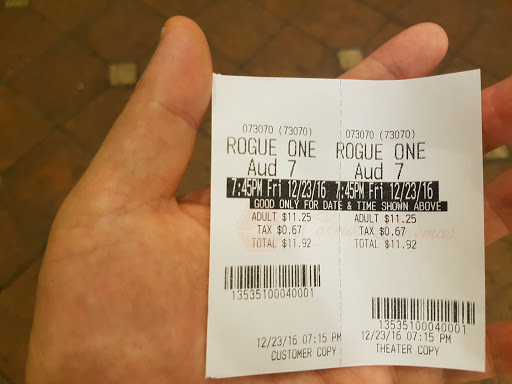 073070 (73070) 073070 (73070)
ROGUE ONE ROGUE ONE
Aud 7 Aud 7
7:45PM Fri 12/23/16 7:45PM Fri 12/23/16
GOOD ONLY FOR DATE & TIME SHOWN ABOVE
ADULT $11.25 ADULT $11.25
TAX $0.67 TAX $0.67
TOTAL $11.92 TOTAL $11.92
13535100040001 13535100040001
12/23/16 07:15 PM 12/23/16 07:15 PM
CUSTOMER COPY THEATER COPY